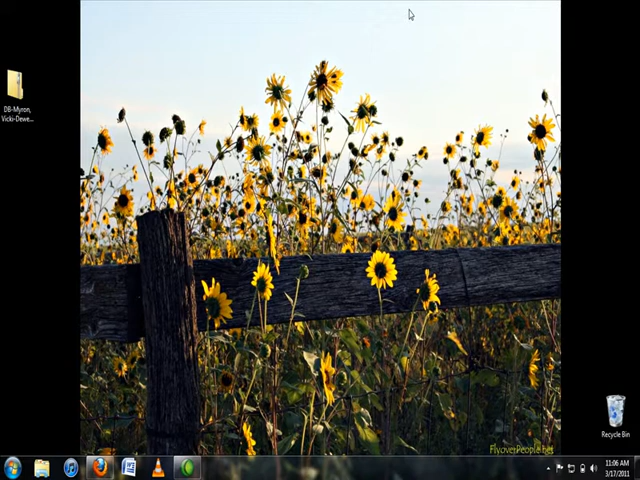 DB-Myron,
Vicki-Dewe...
Recycle Bin
FlyoverPeople.net
11:06 AM
3/17/2011